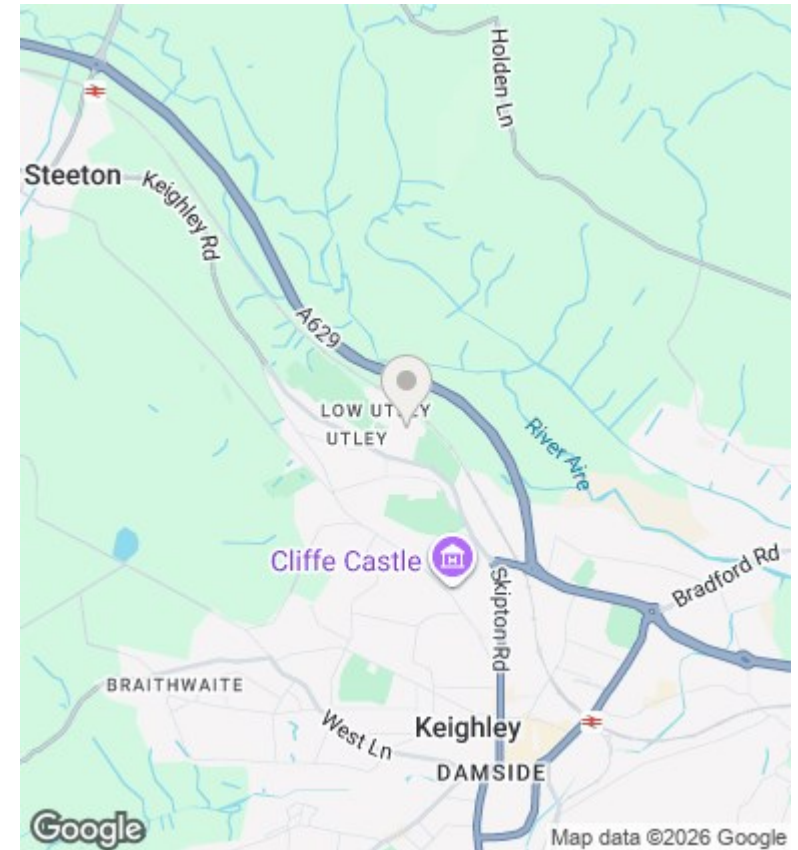 Holden Ln
Steeton
Keighley Rd
A629
LOW UTLEY
UTLEY
River Aire
Cliffe Castle
Skipton Rd
Bradford Rd
BRAITHWAITE
West Ln
Keighley
DAMSIDE
Google
Map data ©2026 Google